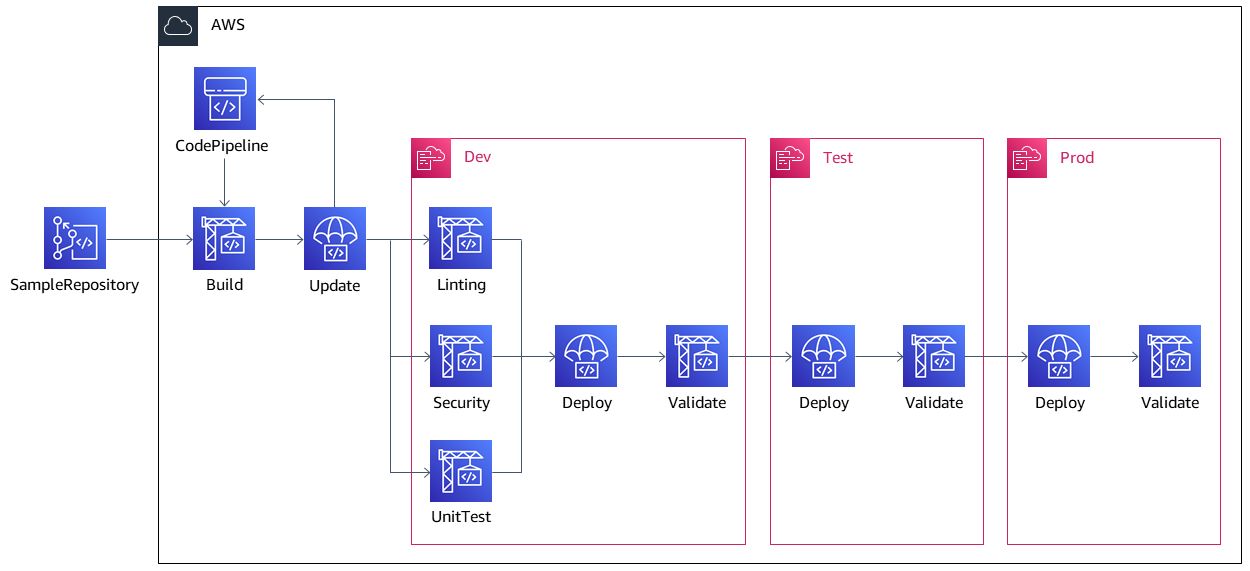 AWS
CodePipeline
Dev
Test
Prod
SampleRepository
Build
Update
Linting
Security
Deploy
Validate
Deploy
Validate
Deploy
Validate
UnitTest